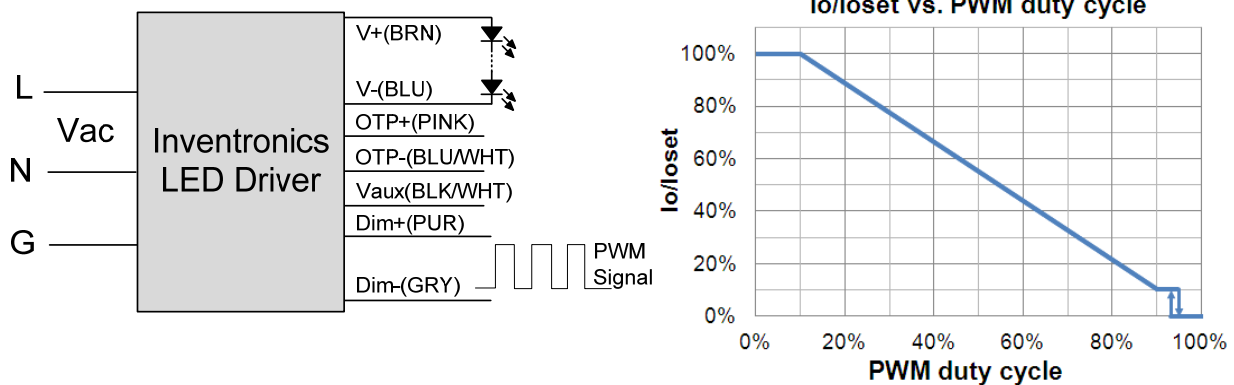 L
Vac
N
G
Inventronics
LED Driver
V+(BRN)
V-(BLU)
OTP+(PINK)
OTP-(BLU/WHT)
Vaux(BLK/WHT)
Dim+(PUR)
Dim-(GRY)
PWM
Signal
Io/Ioset vs. PWM duty cycle
Io/Ioset
100%
80%
60%
40%
20%
0%
0% 20% 40% 60% 80% 100%
PWM duty cycle